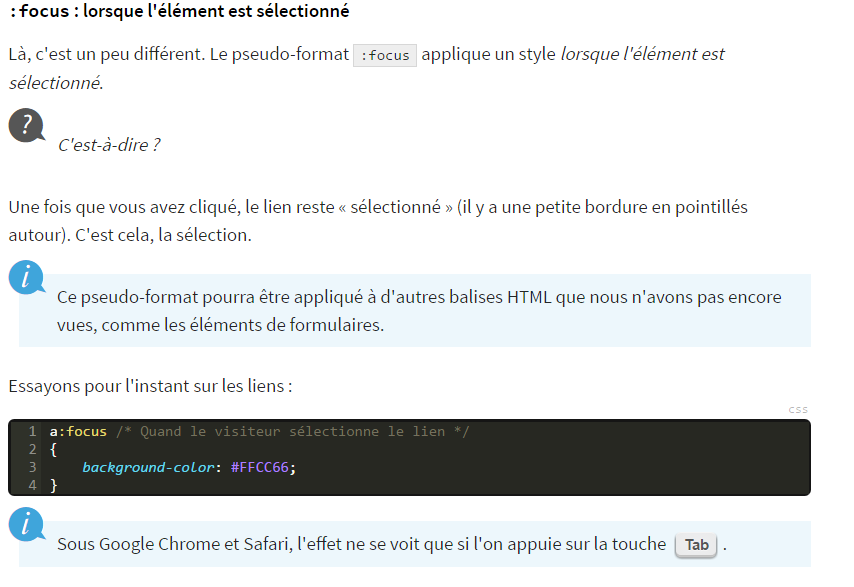 :focus : lorsque l'élément est sélectionné
Là, c'est un peu différent. Le pseudo-format :focus applique un style lorsque l'élément est
sélectionné.
?
C'est-à-dire ?
Une fois que vous avez cliqué, le lien reste « sélectionné » (il y a une petite bordure en pointillés
autour). C'est cela, la sélection.
i
Ce pseudo-format pourra être appliqué à d'autres balises HTML que nous n'avons pas encore
vues, comme les éléments de formulaires.
Essayons pour l'instant sur les liens :
css
1 a:focus /* Quand le visiteur sélectionne le lien */
2 {
3     background-color: #FFCC66;
4 }
i
Sous Google Chrome et Safari, l'effet ne se voit que si l'on appuie sur la touche Tab .